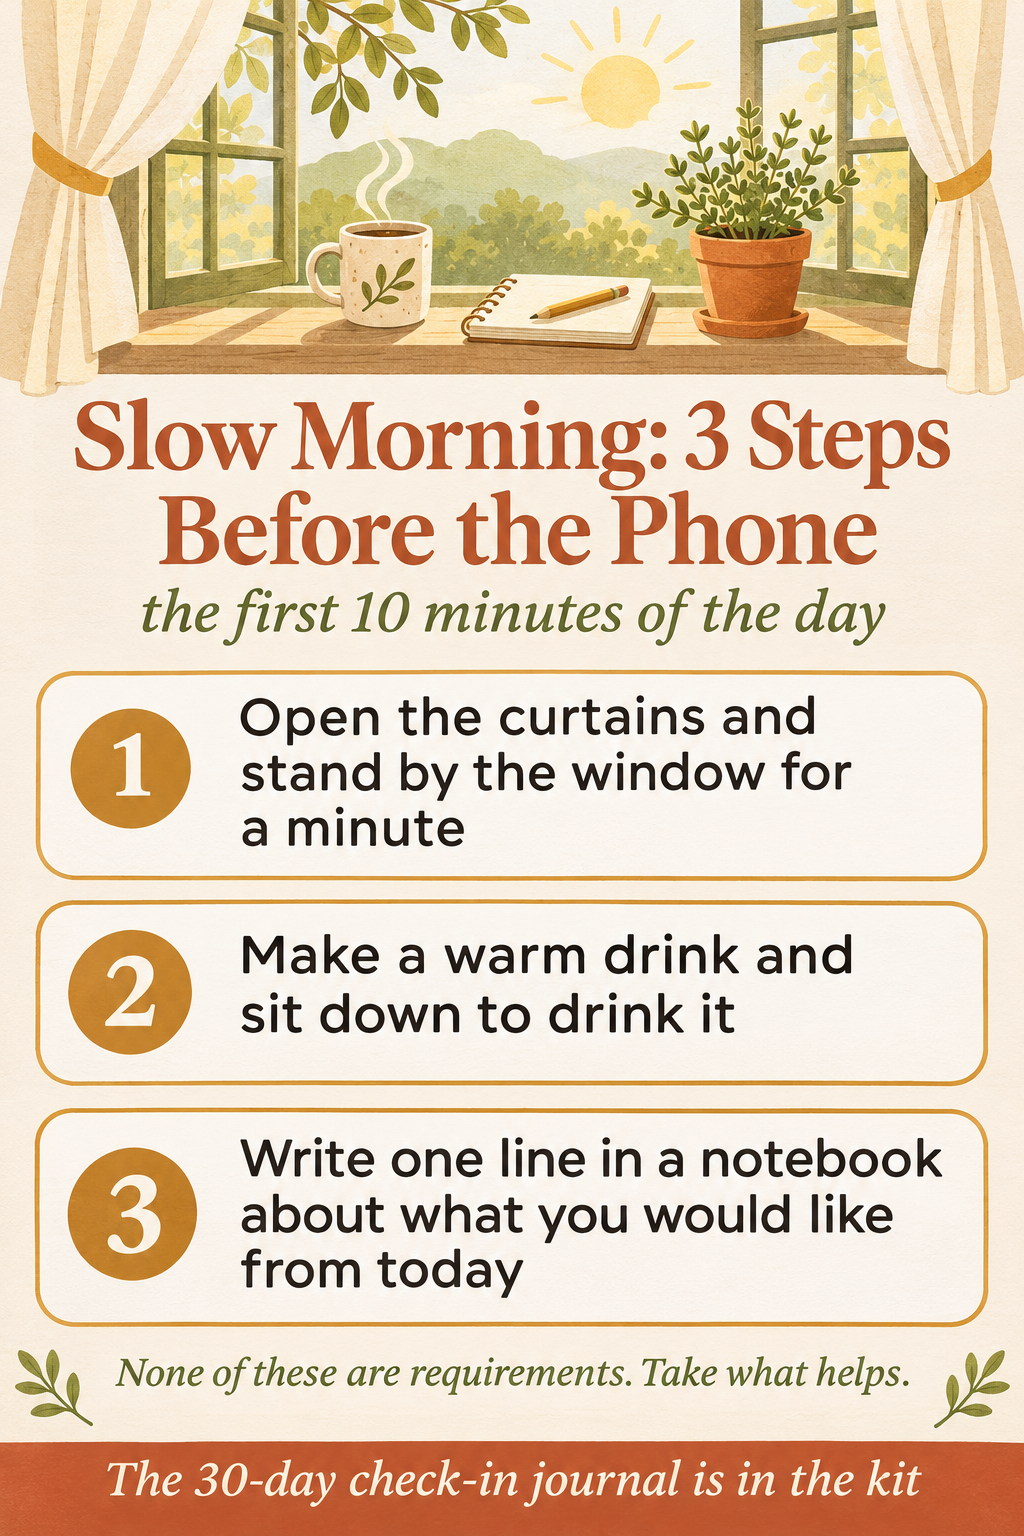 Slow Morning: 3 Steps
Before the Phone
the first 10 minutes of the day
1
Open the curtains and
stand by the window for
a minute
2
Make a warm drink and
sit down to drink it
3
Write one line in a notebook
about what you would like
from today
None of these are requirements. Take what helps.
The 30-day check-in journal is in the kit